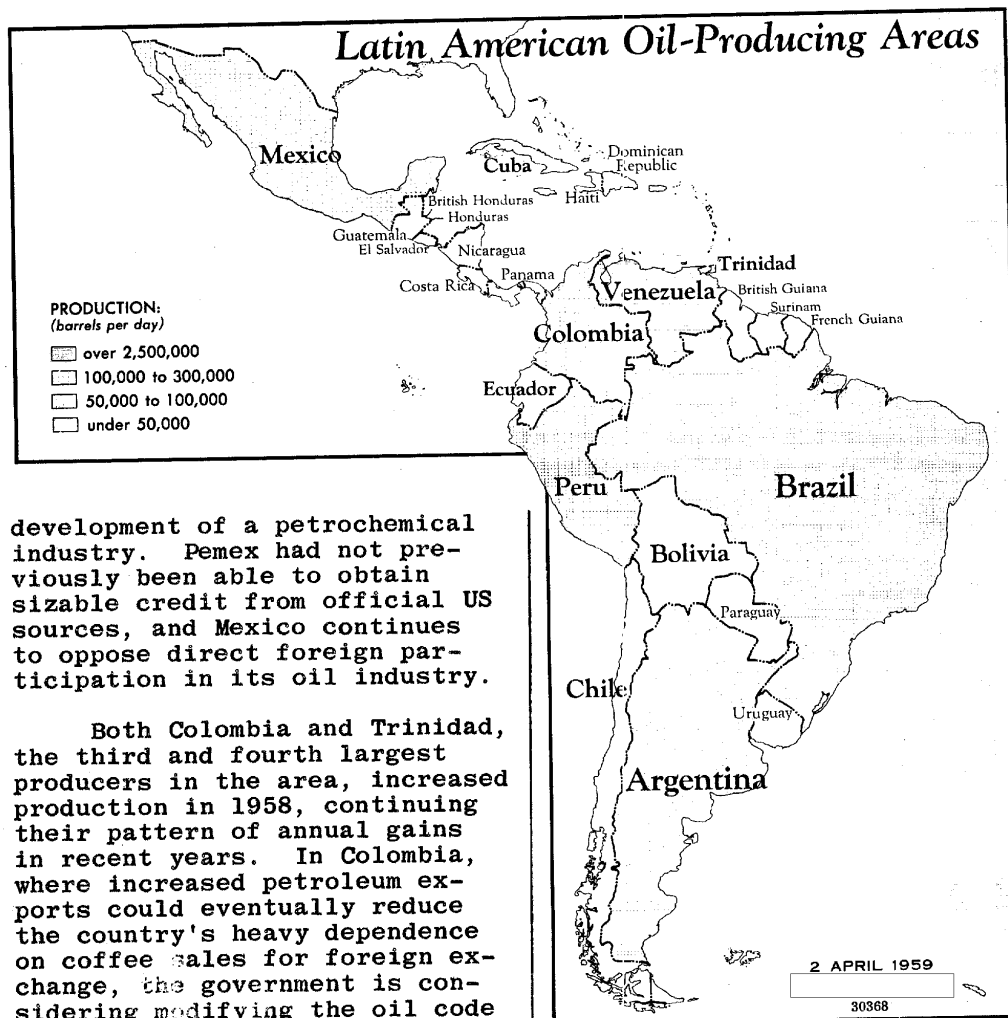 Latin American Oil-Producing Areas
Mexico
Cuba
Dominican
Republic
Haiti
British Honduras
Honduras
Guatemala
El Salvador
Nicaragua
Costa Rica
Panama
Trinidad
Venezuela
British Guiana
Surinam
French Guiana
Colombia
Ecuador
Peru
Brazil
Bolivia
Paraguay
Chile
Uruguay
Argentina
PRODUCTION:
(barrels per day)
over 2,500,000
100,000 to 300,000
50,000 to 100,000
under 50,000
2 APRIL 1959
30368
development of a petrochemical
industry. Pemex had not pre-
viously been able to obtain
sizable credit from official US
sources, and Mexico continues
to oppose direct foreign par-
ticipation in its oil industry.
Both Colombia and Trinidad,
the third and fourth largest
producers in the area, increased
production in 1958, continuing
their pattern of annual gains
in recent years. In Colombia,
where increased petroleum ex-
ports could eventually reduce
the country's heavy dependence
on coffee sales for foreign ex-
change, the government is con-
sidering modifying the oil code